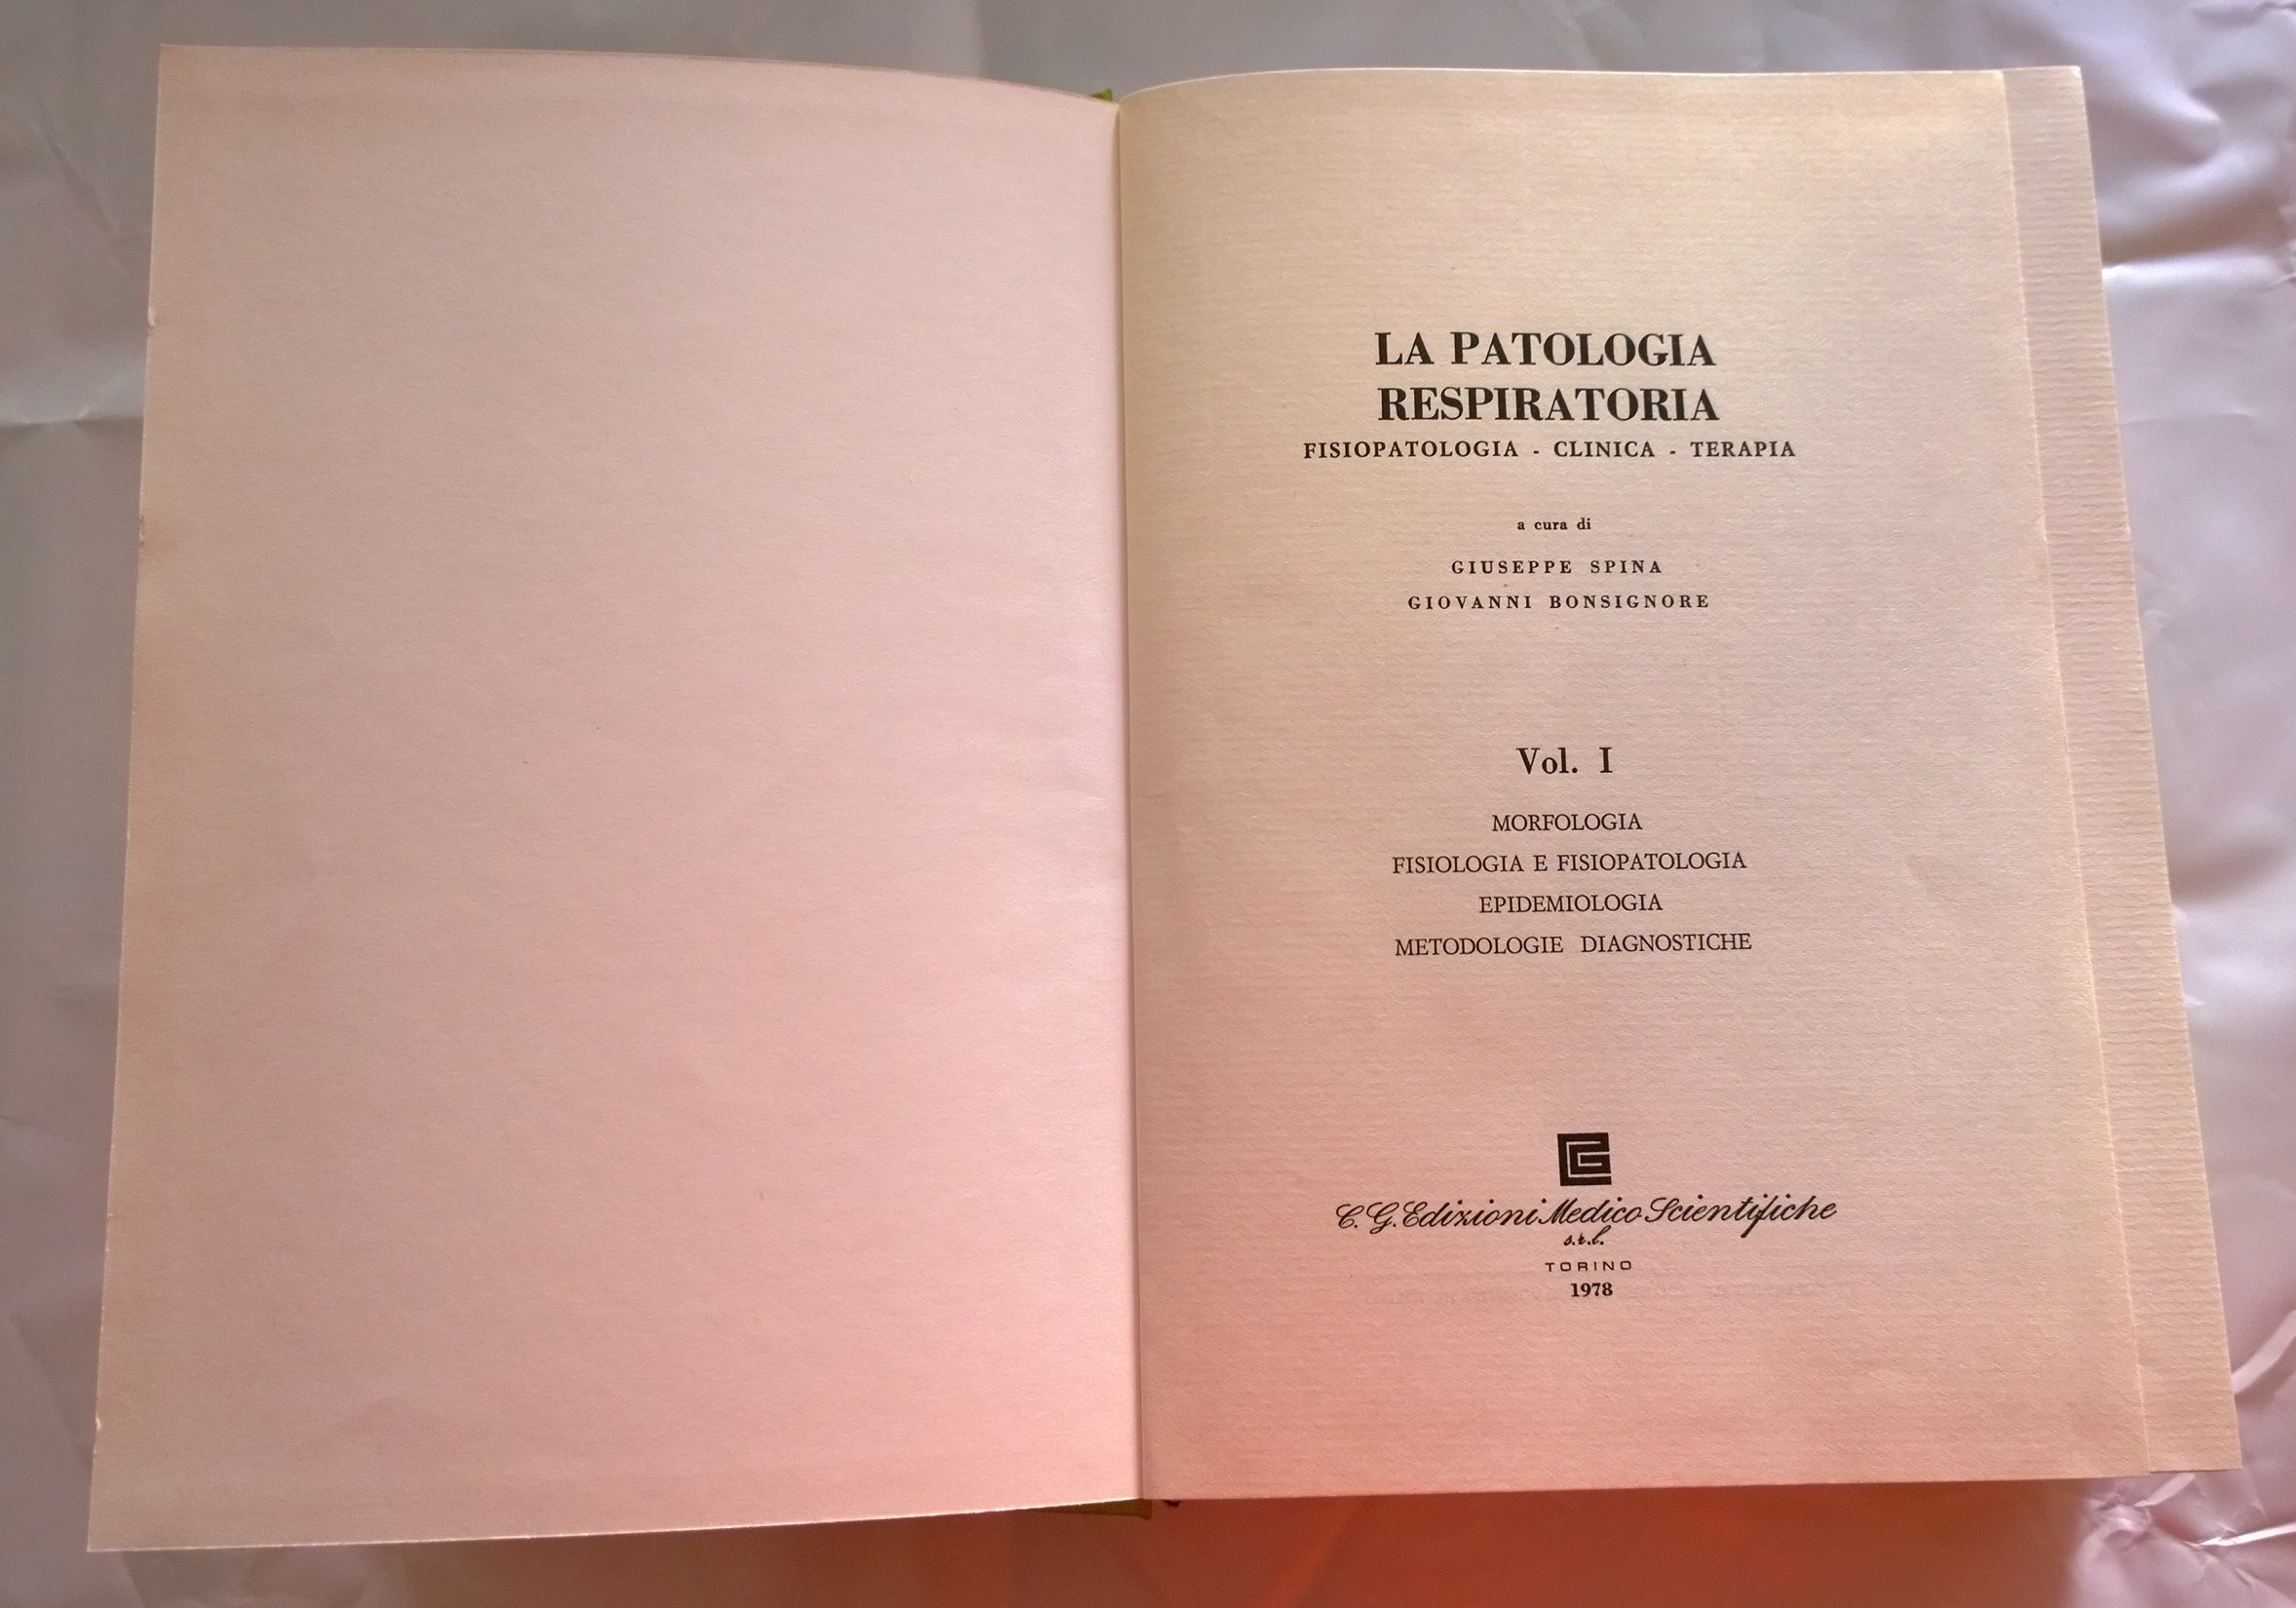 LA PATOLOGIA
RESPIRATORIA
FISIOPATOLOGIA - CLINICA - TERAPIA
a cura di
GIUSEPPE SPINA
GIOVANNI BONSIGNORE
Vol. I
MORFOLOGIA
FISIOLOGIA E FISIOPATOLOGIA
EPIDEMIOLOGIA
METODOLOGIE DIAGNOSTICHE
C.G. Edizioni Medico Scientifiche
s.r.l.
TORINO
1978